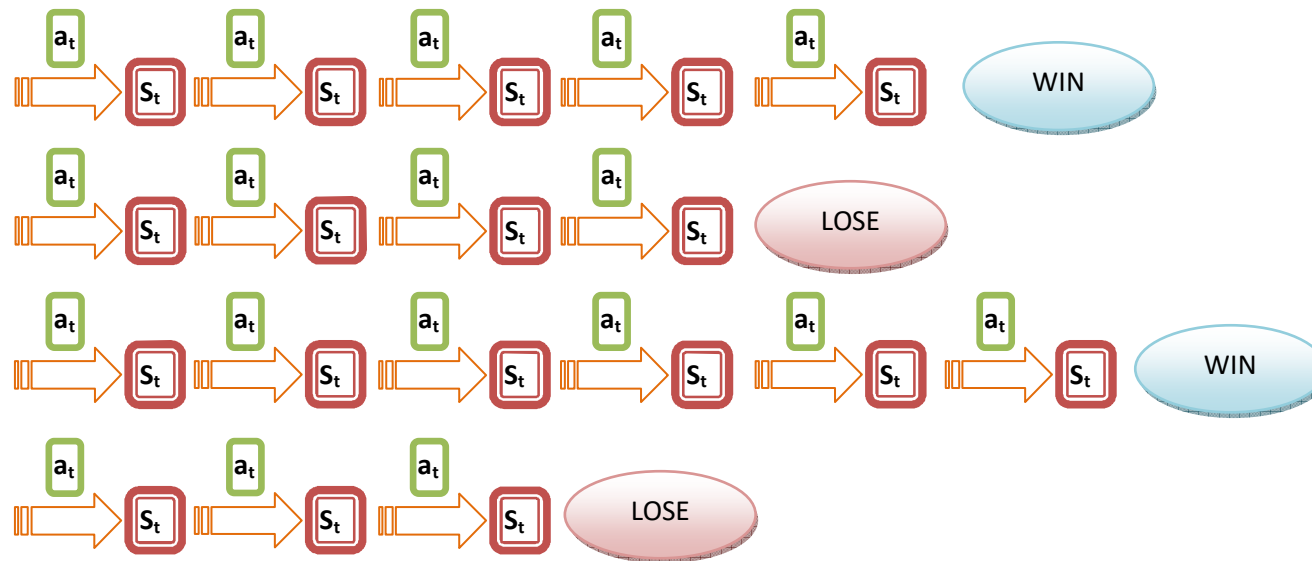 a_t a_t a_t a_t a_t
S_t S_t S_t S_t S_t WIN
a_t a_t a_t a_t
S_t S_t S_t S_t LOSE
a_t a_t a_t a_t a_t a_t
S_t S_t S_t S_t S_t S_t WIN
a_t a_t a_t
S_t S_t S_t LOSE